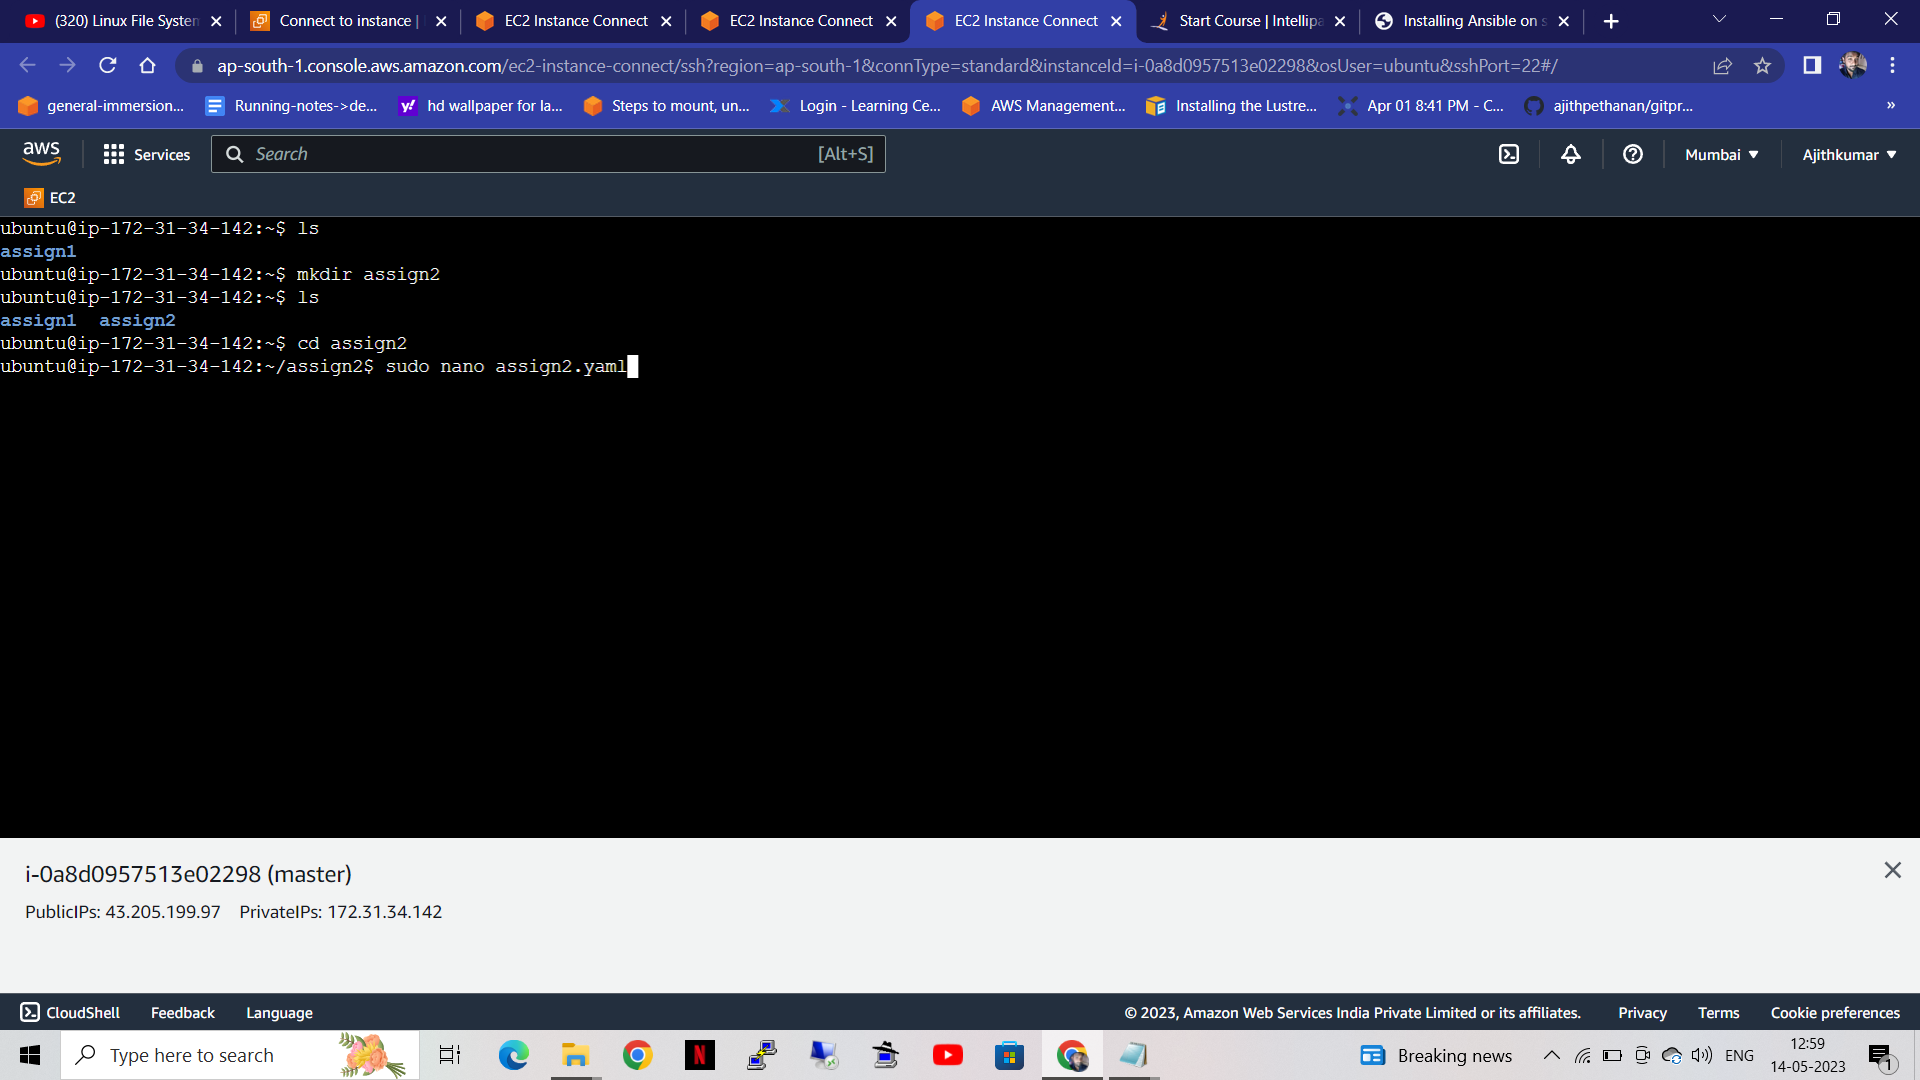 (320) Linux File System
Connect to instance |
EC2 Instance Connect
EC2 Instance Connect
EC2 Instance Connect
Start Course | Intellipa
Installing Ansible on s
ap-south-1.console.aws.amazon.com/ec2-instance-connect/ssh?region=ap-south-1&connType=standard&instanceId=i-0a8d0957513e02298&osUser=ubuntu&sshPort=22#/
general-immersion...
Running-notes->de...
hd wallpaper for la...
Steps to mount, un...
Login - Learning Ce...
AWS Management...
Installing the Lustre...
Apr 01 8:41 PM - C...
ajithpethanan/gitpr...
»
aws
Services
Search
[Alt+S]
Mumbai
Ajithkumar
EC2
ubuntu@ip-172-31-34-142:~$ ls
assign1
ubuntu@ip-172-31-34-142:~$ mkdir assign2
ubuntu@ip-172-31-34-142:~$ ls
assign1 assign2
ubuntu@ip-172-31-34-142:~$ cd assign2
ubuntu@ip-172-31-34-142:~/assign2$ sudo nano assign2.yaml
i-0a8d0957513e02298 (master)
PublicIPs: 43.205.199.97 PrivateIPs: 172.31.34.142
CloudShell
Feedback
Language
© 2023, Amazon Web Services India Private Limited or its affiliates.
Privacy
Terms
Cookie preferences
Type here to search
Breaking news
ENG
12:59
14-05-2023
1